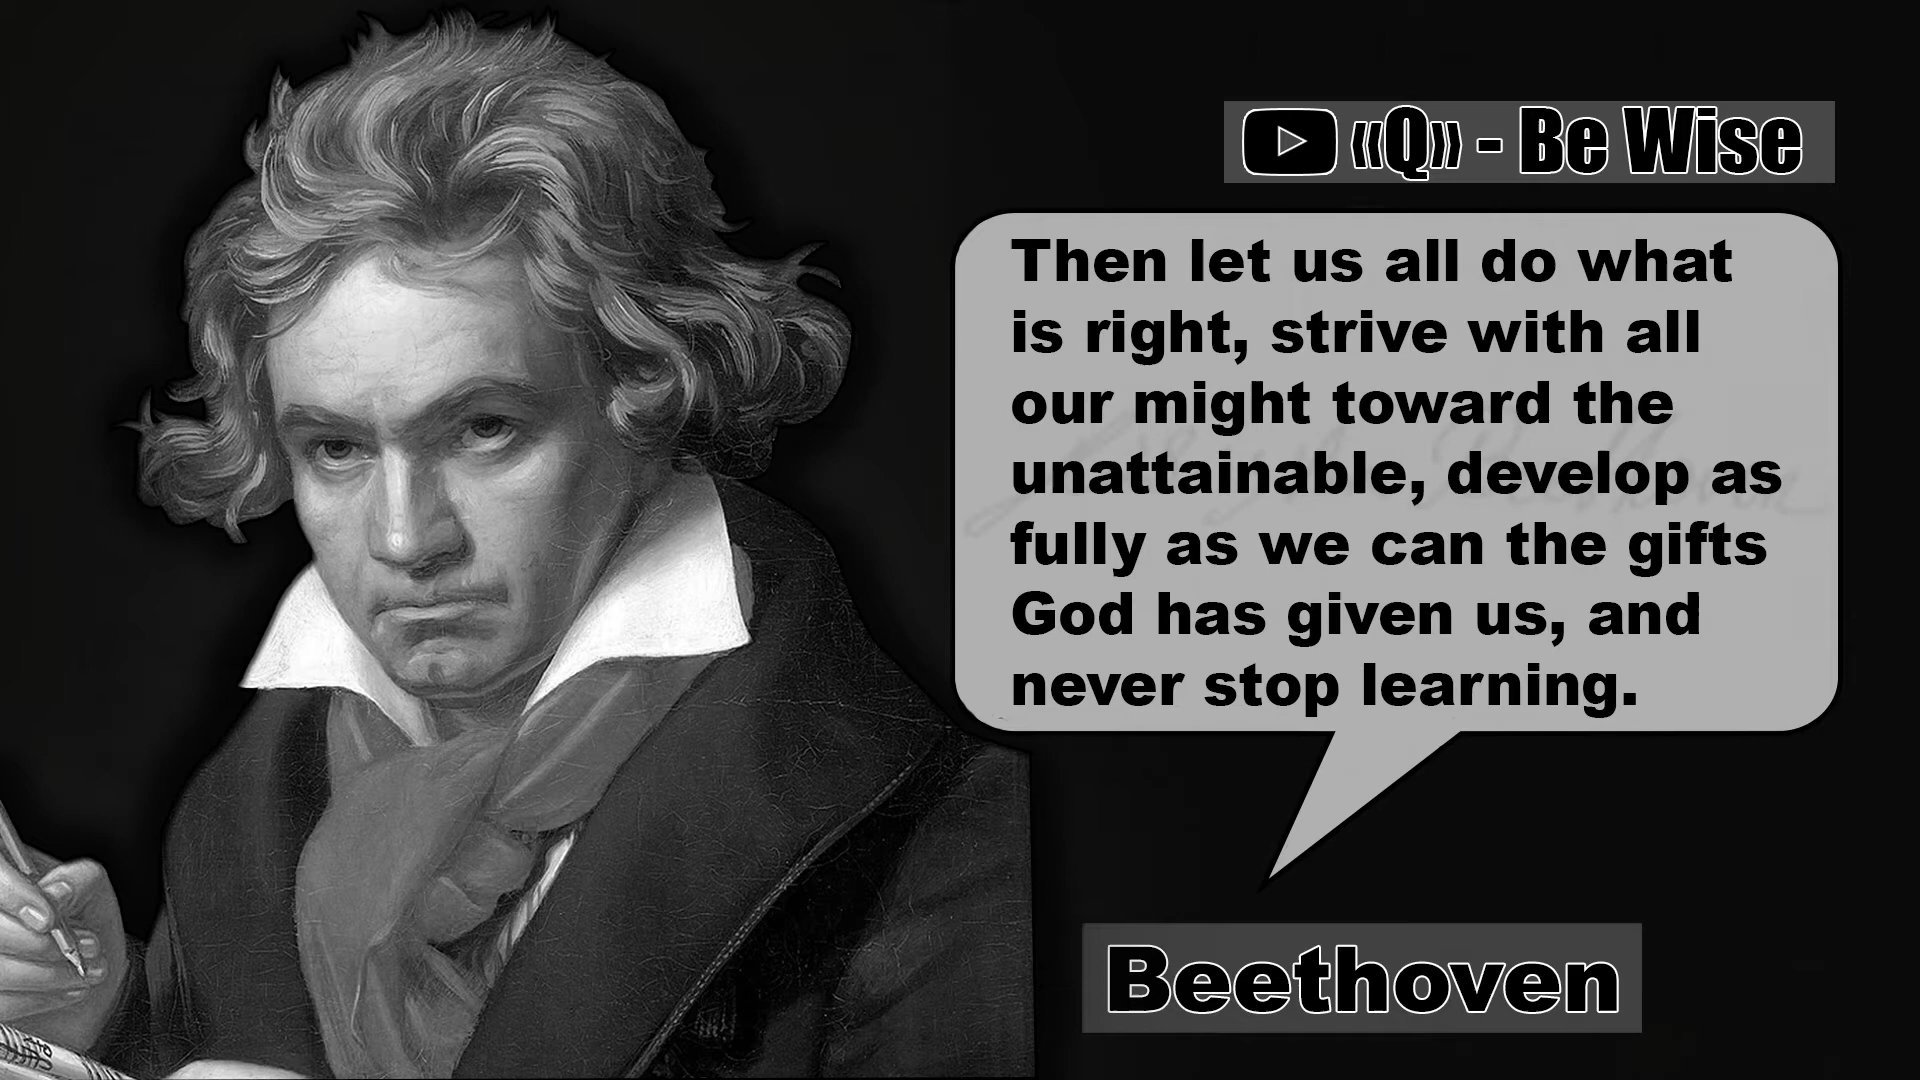 «Q» - Be Wise
Then let us all do what
is right, strive with all
our might toward the
unattainable, develop as
fully as we can the gifts
God has given us, and
never stop learning.
Beethoven